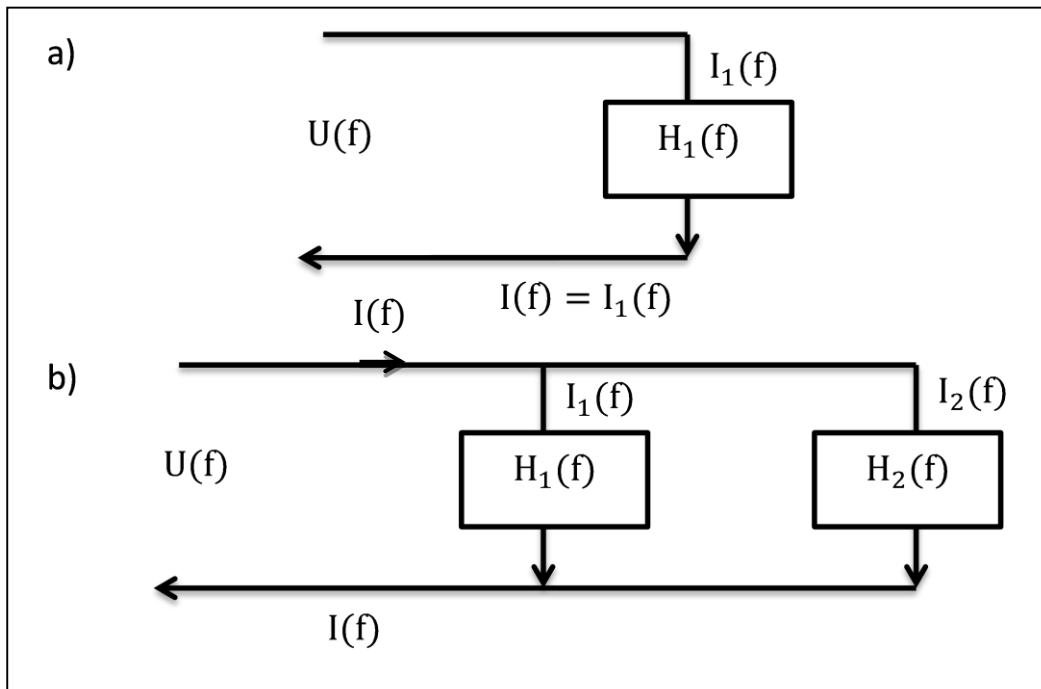 a)
I₁(f)
U(f)
H₁(f)
I(f) = I₁(f)
I(f)
b)
I₁(f)
I₂(f)
U(f)
H₁(f)
H₂(f)
I(f)